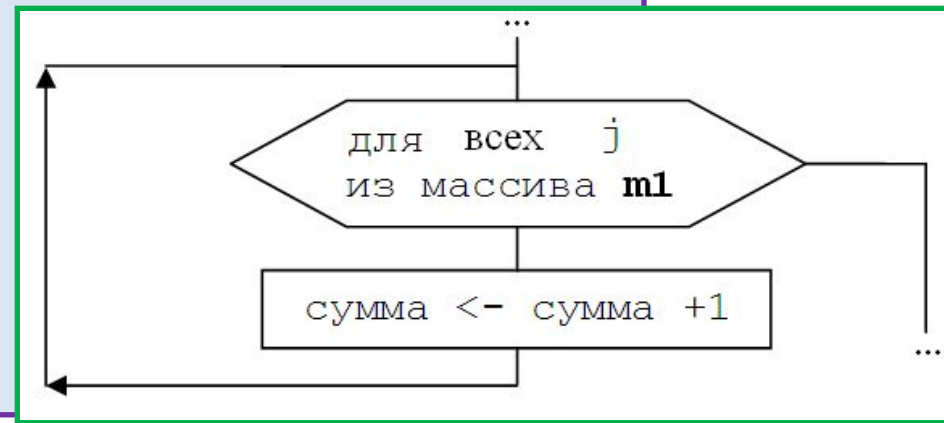 ...
для всех j
из массива m1
сумма <- сумма +1
...